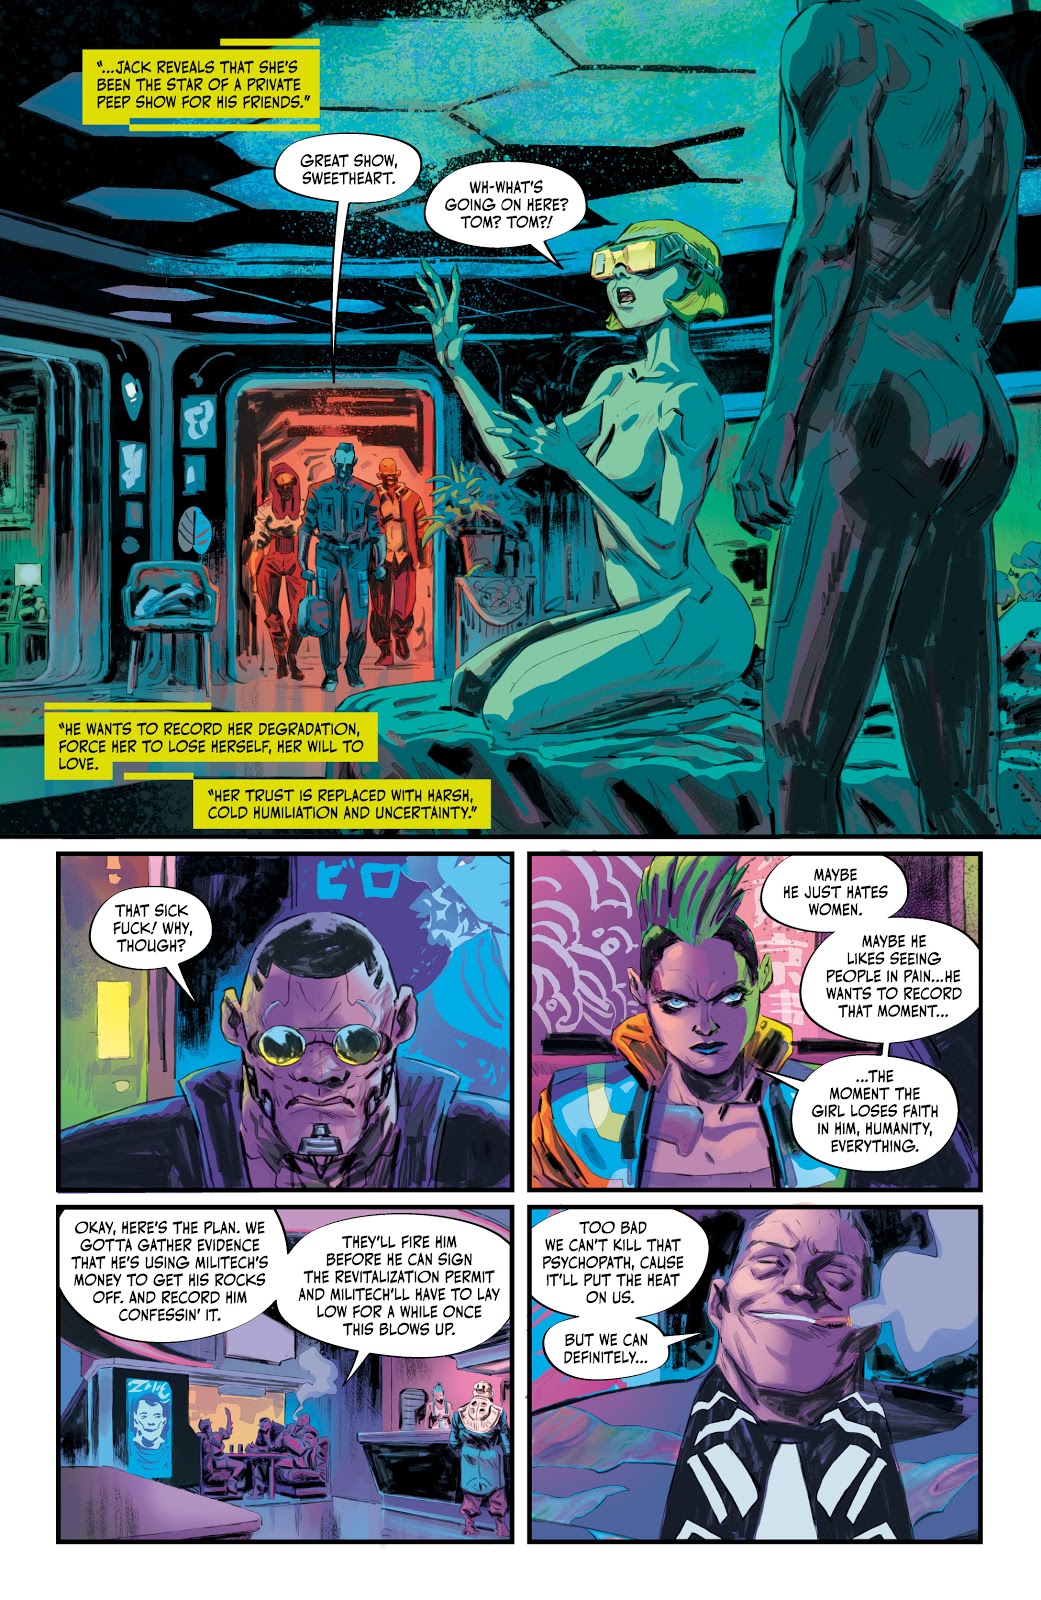 "...JACK REVEALS THAT SHE'S
BEEN THE STAR OF A PRIVATE
PEEP SHOW FOR HIS FRIENDS."
GREAT SHOW,
SWEETHEART.
WH-WHAT'S
GOING ON HERE?
TOM? TOM?!
"HE WANTS TO RECORD HER DEGRADATION,
FORCE HER TO LOSE HERSELF, HER WILL TO
LOVE.
"HER TRUST IS REPLACED WITH HARSH,
COLD HUMILIATION AND UNCERTAINTY."
THAT SICK
FUCK! WHY,
THOUGH?
ビロ
MAYBE
HE JUST HATES
WOMEN.
MAYBE HE
LIKES SEEING
PEOPLE IN PAIN...HE
WANTS TO RECORD
THAT MOMENT...
...THE
MOMENT THE
GIRL LOSES FAITH
IN HIM, HUMANITY,
EVERYTHING.
OKAY, HERE'S THE PLAN. WE
GOTTA GATHER EVIDENCE
THAT HE'S USING MILITECH'S
MONEY TO GET HIS ROCKS
OFF. AND RECORD HIM
CONFESSIN' IT.
THEY'LL FIRE HIM
BEFORE HE CAN SIGN
THE REVITALIZATION PERMIT
AND MILITECH'LL HAVE TO LAY
LOW FOR A WHILE ONCE
THIS BLOWS UP.
TOO BAD
WE CAN'T KILL THAT
PSYCHOPATH, CAUSE
IT'LL PUT THE HEAT
ON US.
BUT WE CAN
DEFINITELY...